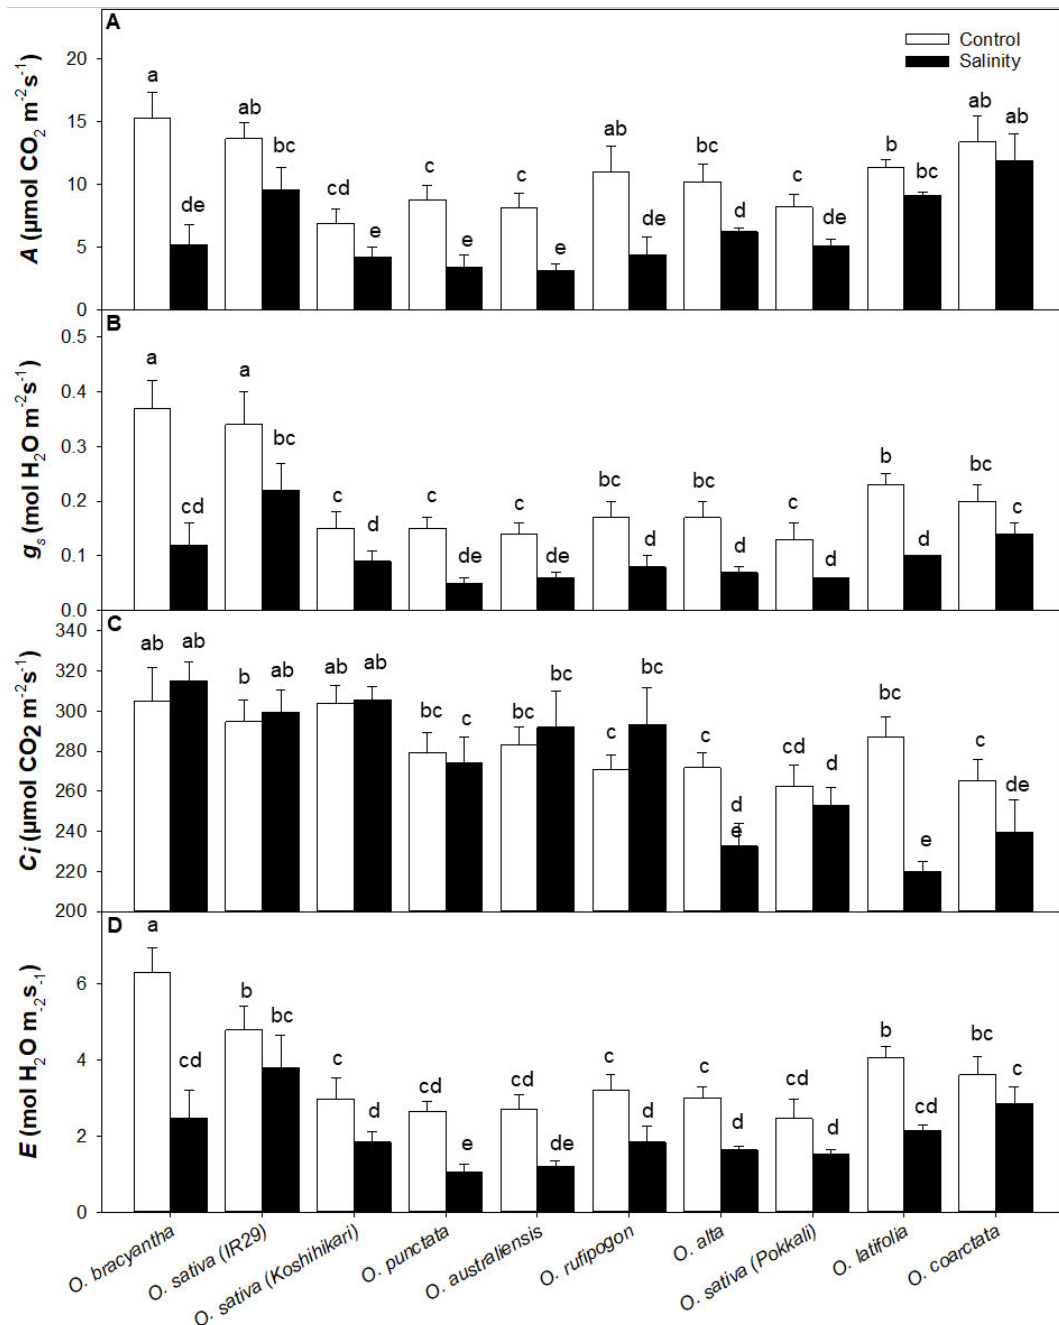 A
Control
Salinity
A (µmol CO2 m-2s-1)
20
15
10
5
0
a
de
ab
bc
cd
e
c
e
c
e
ab
de
bc
d
c
de
b
bc
ab
ab
B
gs (mol H2O m-2s-1)
0.5
0.4
0.3
0.2
0.1
0.0
a
cd
a
bc
c
d
c
de
c
de
bc
d
bc
d
c
d
b
d
bc
c
C
Ci (µmol CO2 m-2s-1)
340
320
300
280
260
240
220
200
ab
ab
b
ab
ab
ab
bc
c
bc
bc
c
bc
c
d
e
cd
d
bc
e
c
de
D
E (mol H2O m-2s-1)
6
4
2
0
a
cd
b
bc
c
d
cd
e
cd
de
c
d
c
d
cd
d
b
cd
bc
c
O. bracyantha
O. sativa (IR29)
O. sativa (Koshihikari)
O. punctata
O. australiensis
O. rufipogon
O. alta
O. sativa (Pokkali)
O. latifolia
O. coarctata